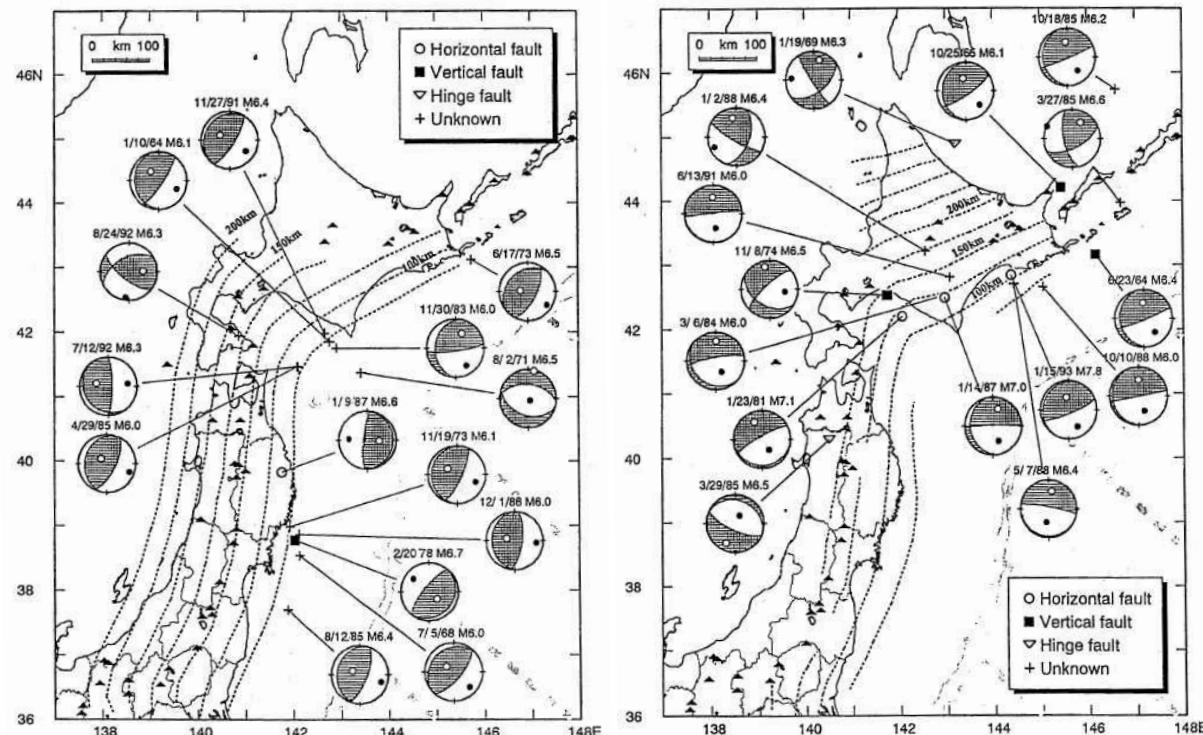 0 km 100
○ Horizontal fault
■ Vertical fault
▽ Hinge fault
+ Unknown
46N
44
42
40
38
36
138
140
142
144
146
148E
11/27/91 M6.4
1/10/64 M6.1
8/24/92 M6.3
7/12/92 M6.3
4/29/85 M6.0
200km
150km
100km
6/17/73 M6.5
11/30/83 M6.0
8/ 2/71 M6.5
1/ 9/87 M6.6
11/19/73 M6.1
12/ 1/86 M6.0
2/20/78 M6.7
8/12/85 M6.4
7/ 5/68 M6.0
0 km 100
46N
44
42
40
38
36
138
140
142
144
146
148E
10/18/85 M6.2
1/19/69 M6.3
10/25/65 M6.1
3/27/85 M6.6
1/ 2/88 M6.4
6/13/91 M6.0
11/ 8/74 M6.5
3/ 6/84 M6.0
1/23/81 M7.1
3/29/85 M6.5
200km
150km
100km
6/23/64 M6.4
10/10/88 M6.0
1/15/93 M7.8
1/14/87 M7.0
5/ 7/88 M6.4
○ Horizontal fault
■ Vertical fault
▽ Hinge fault
+ Unknown